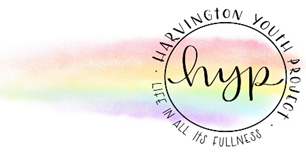 HARVINGTON YOUTH PROJECT
hyp
· LIFE IN ALL ITS FULLNESS ·